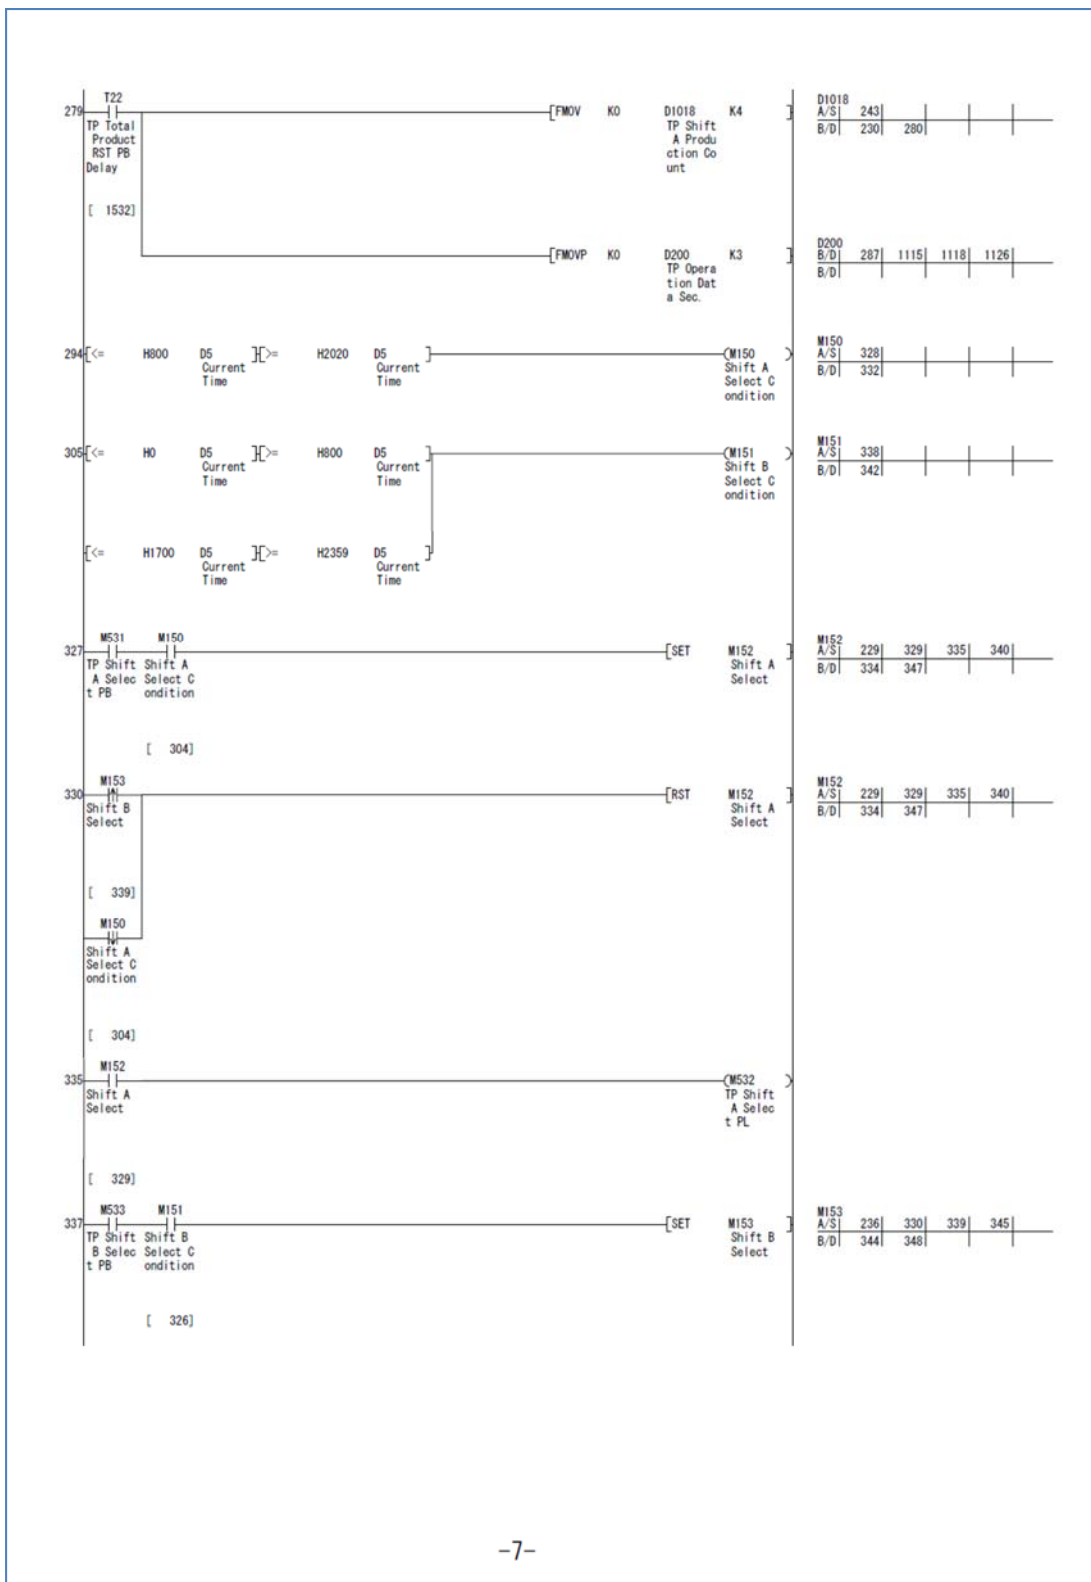 T22
279 [FMOV K0 D1018 K4 ]
TP Total Product RST PB Delay
TP Shift A Produ ction Co unt
D1018
A/S| 243|
B/D| 230| 280|
[ 1532]
[FMOVP K0 D200 K3 ]
TP Opera tion Dat a Sec.
D200
B/D| 287| 1115| 1118| 1126|
B/D|
294 [<= H800 D5 ][>= H2020 D5 ] (M150 )
Current Time
Current Time
Shift A Select C ondition
M150
A/S| 328|
B/D| 332|
305 [<= H0 D5 ][>= H800 D5 ] (M151 )
Current Time
Current Time
Shift B Select C ondition
M151
A/S| 338|
B/D| 342|
[<= H1700 D5 ][>= H2359 D5 ]
Current Time
Current Time
M531 M150
327 [SET M152 ]
TP Shift A Selec t PB
Shift A Select C ondition
Shift A Select
M152
A/S| 229| 329| 335| 340|
B/D| 334| 347|
[ 304]
M153
330 [RST M152 ]
Shift B Select
Shift A Select
M152
A/S| 229| 329| 335| 340|
B/D| 334| 347|
[ 339]
M150
Shift A Select C ondition
[ 304]
M152
335 (M532 )
Shift A Select
TP Shift A Selec t PL
[ 329]
M533 M151
337 [SET M153 ]
TP Shift B Selec t PB
Shift B Select C ondition
Shift B Select
M153
A/S| 236| 330| 339| 345|
B/D| 344| 348|
[ 326]
-7-